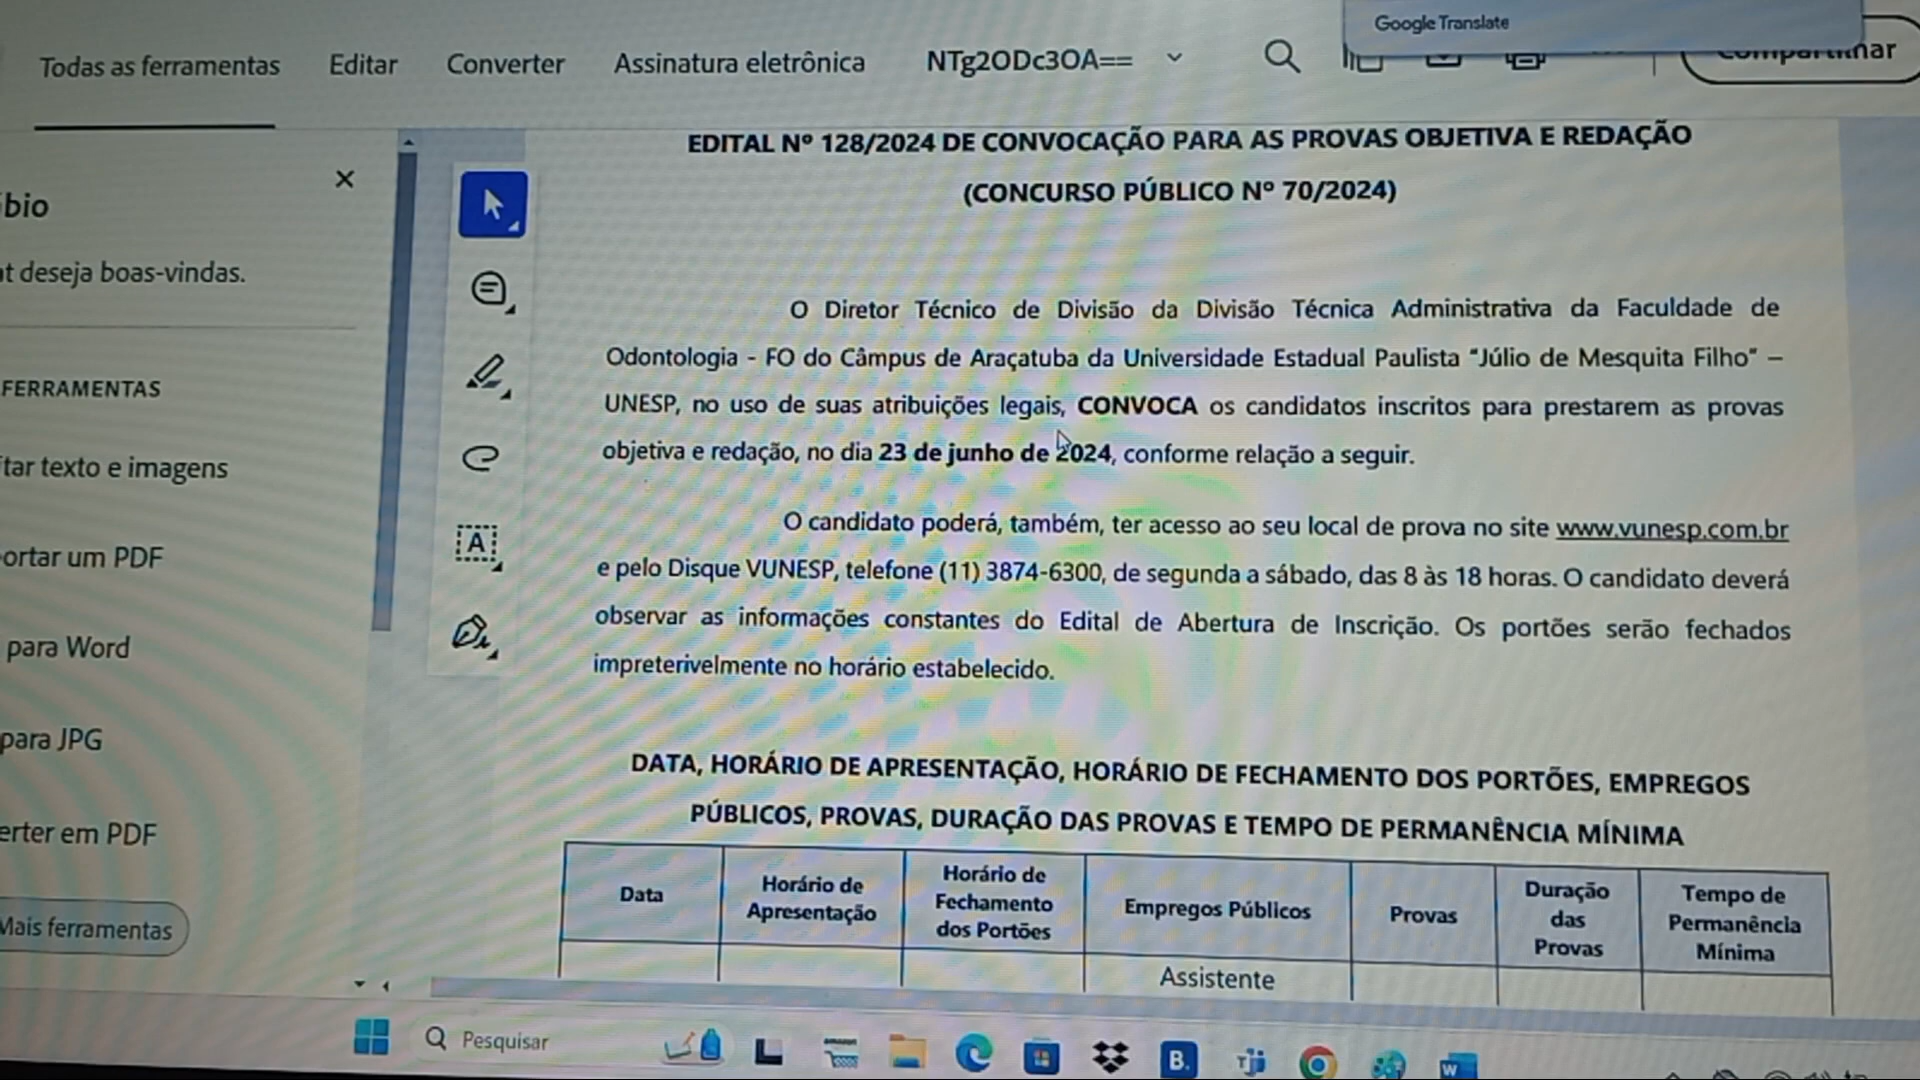 Google Translate
Todas as ferramentas Editar Converter Assinatura eletrônica NTg2ODc3OA== Compartilhar
EDITAL Nº 128/2024 DE CONVOCAÇÃO PARA AS PROVAS OBJETIVA E REDAÇÃO
(CONCURSO PÚBLICO Nº 70/2024)
bio
t deseja boas-vindas.
FERRAMENTAS
tar texto e imagens
ortar um PDF
para Word
para JPG
erter em PDF
Mais ferramentas
O Diretor Técnico de Divisão da Divisão Técnica Administrativa da Faculdade de
Odontologia - FO do Câmpus de Araçatuba da Universidade Estadual Paulista "Júlio de Mesquita Filho" –
UNESP, no uso de suas atribuições legais, CONVOCA os candidatos inscritos para prestarem as provas
objetiva e redação, no dia 23 de junho de 2024, conforme relação a seguir.
O candidato poderá, também, ter acesso ao seu local de prova no site www.vunesp.com.br
e pelo Disque VUNESP, telefone (11) 3874-6300, de segunda a sábado, das 8 às 18 horas. O candidato deverá
observar as informações constantes do Edital de Abertura de Inscrição. Os portões serão fechados
impreterivelmente no horário estabelecido.
DATA, HORÁRIO DE APRESENTAÇÃO, HORÁRIO DE FECHAMENTO DOS PORTÕES, EMPREGOS
PÚBLICOS, PROVAS, DURAÇÃO DAS PROVAS E TEMPO DE PERMANÊNCIA MÍNIMA
Data
Horário de
Apresentação
Horário de
Fechamento
dos Portões
Empregos Públicos
Provas
Duração
das
Provas
Tempo de
Permanência
Mínima
Assistente
Pesquisar